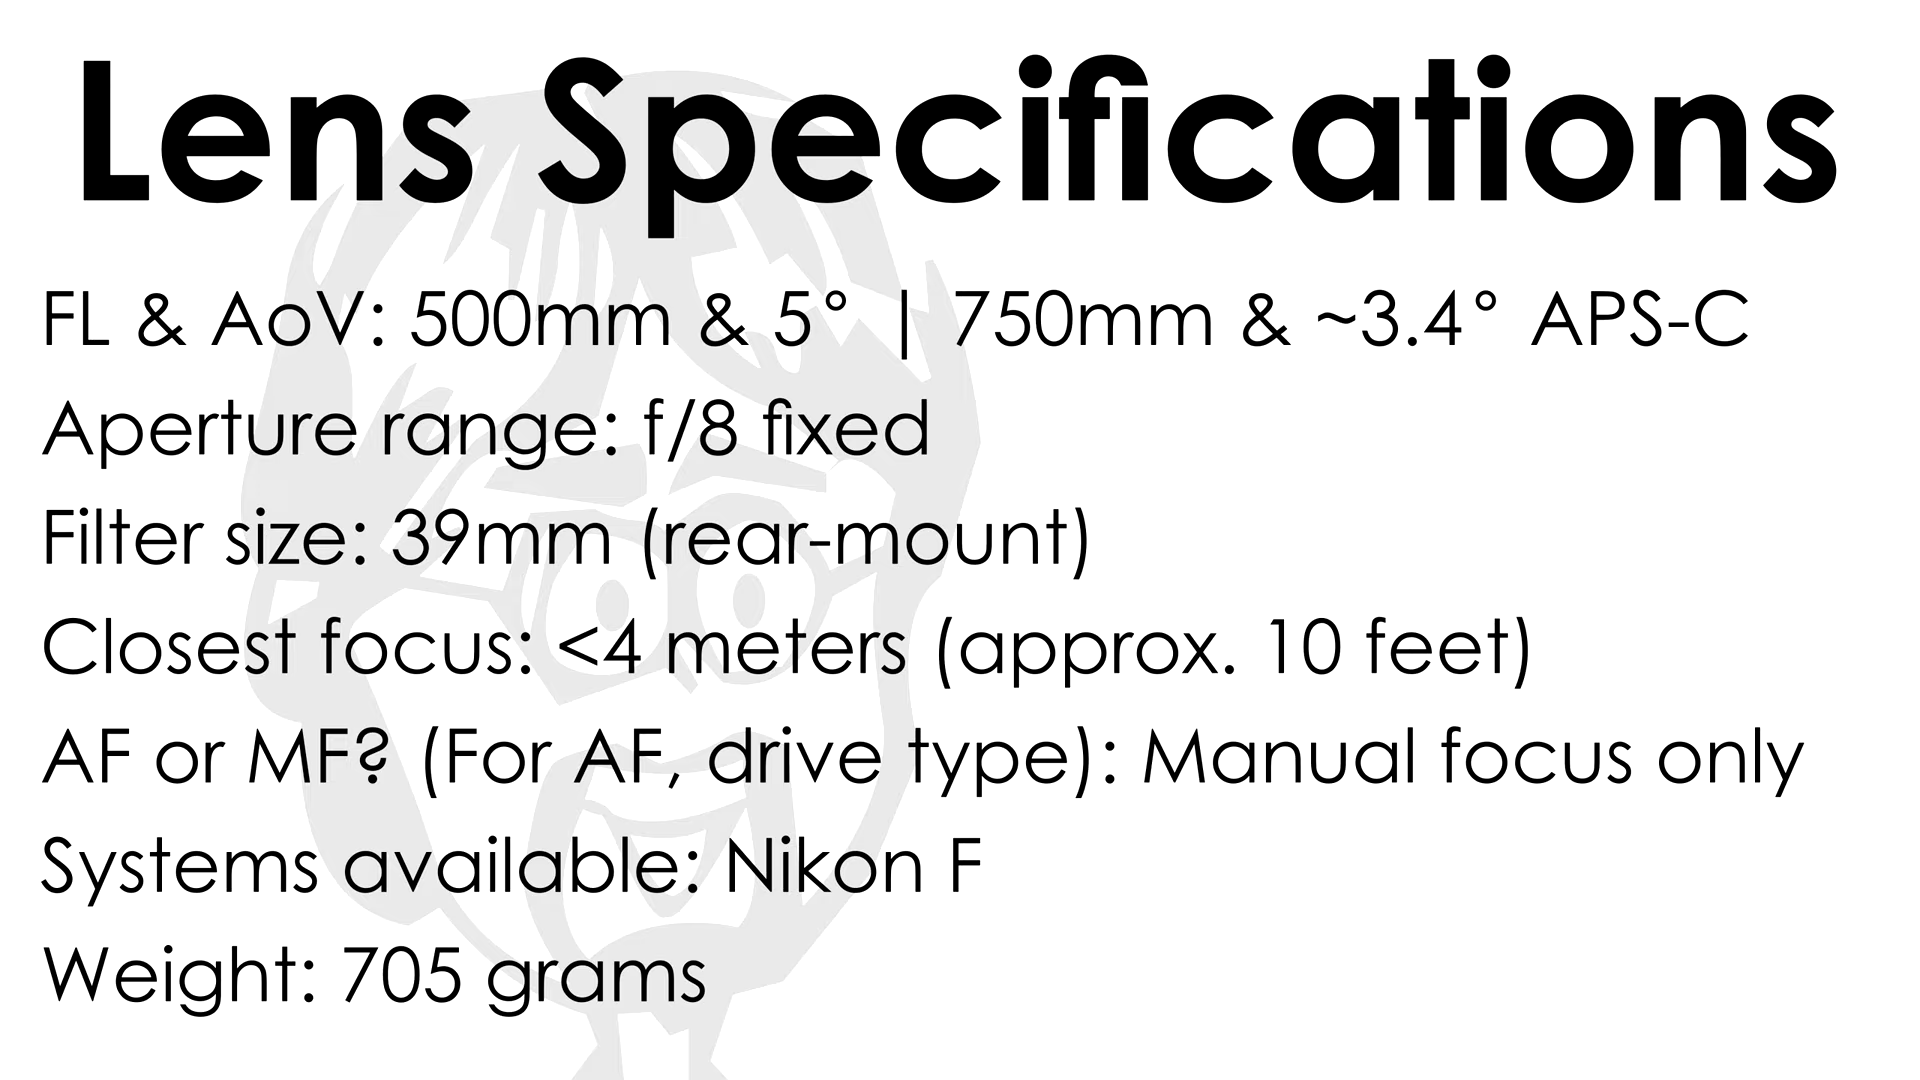 Lens Specifications
FL & AoV: 500mm & 5° | 750mm & ~3.4° APS-C
Aperture range: f/8 fixed
Filter size: 39mm (rear-mount)
Closest focus: <4 meters (approx. 10 feet)
AF or MF? (For AF, drive type): Manual focus only
Systems available: Nikon F
Weight: 705 grams